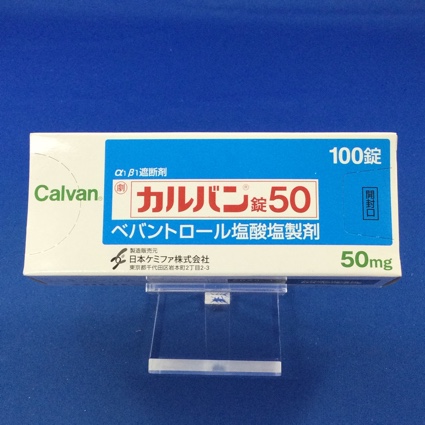 100錠
α₁β₁遮断剤
Calvan®
劇 カルバン®錠50
開封口
ベバントロール塩酸塩製剤
製造販売元
日本ケミファ株式会社
東京都千代田区岩本町2丁目2-3
50mg